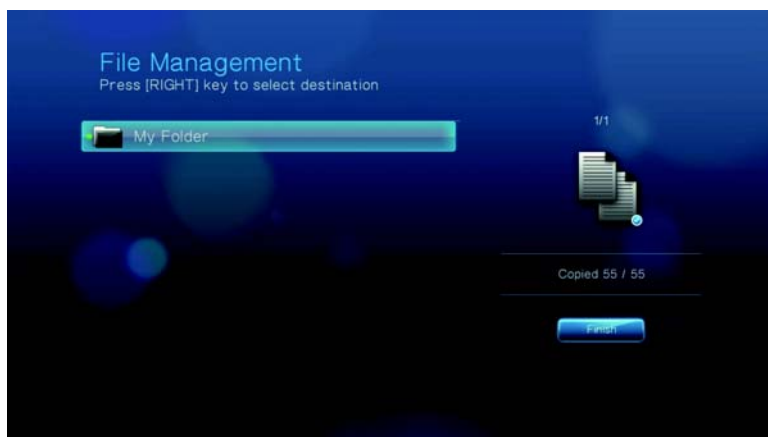 File Management
Press [RIGHT] key to select destination
My Folder
1/1
Copied 55 / 55
Finish